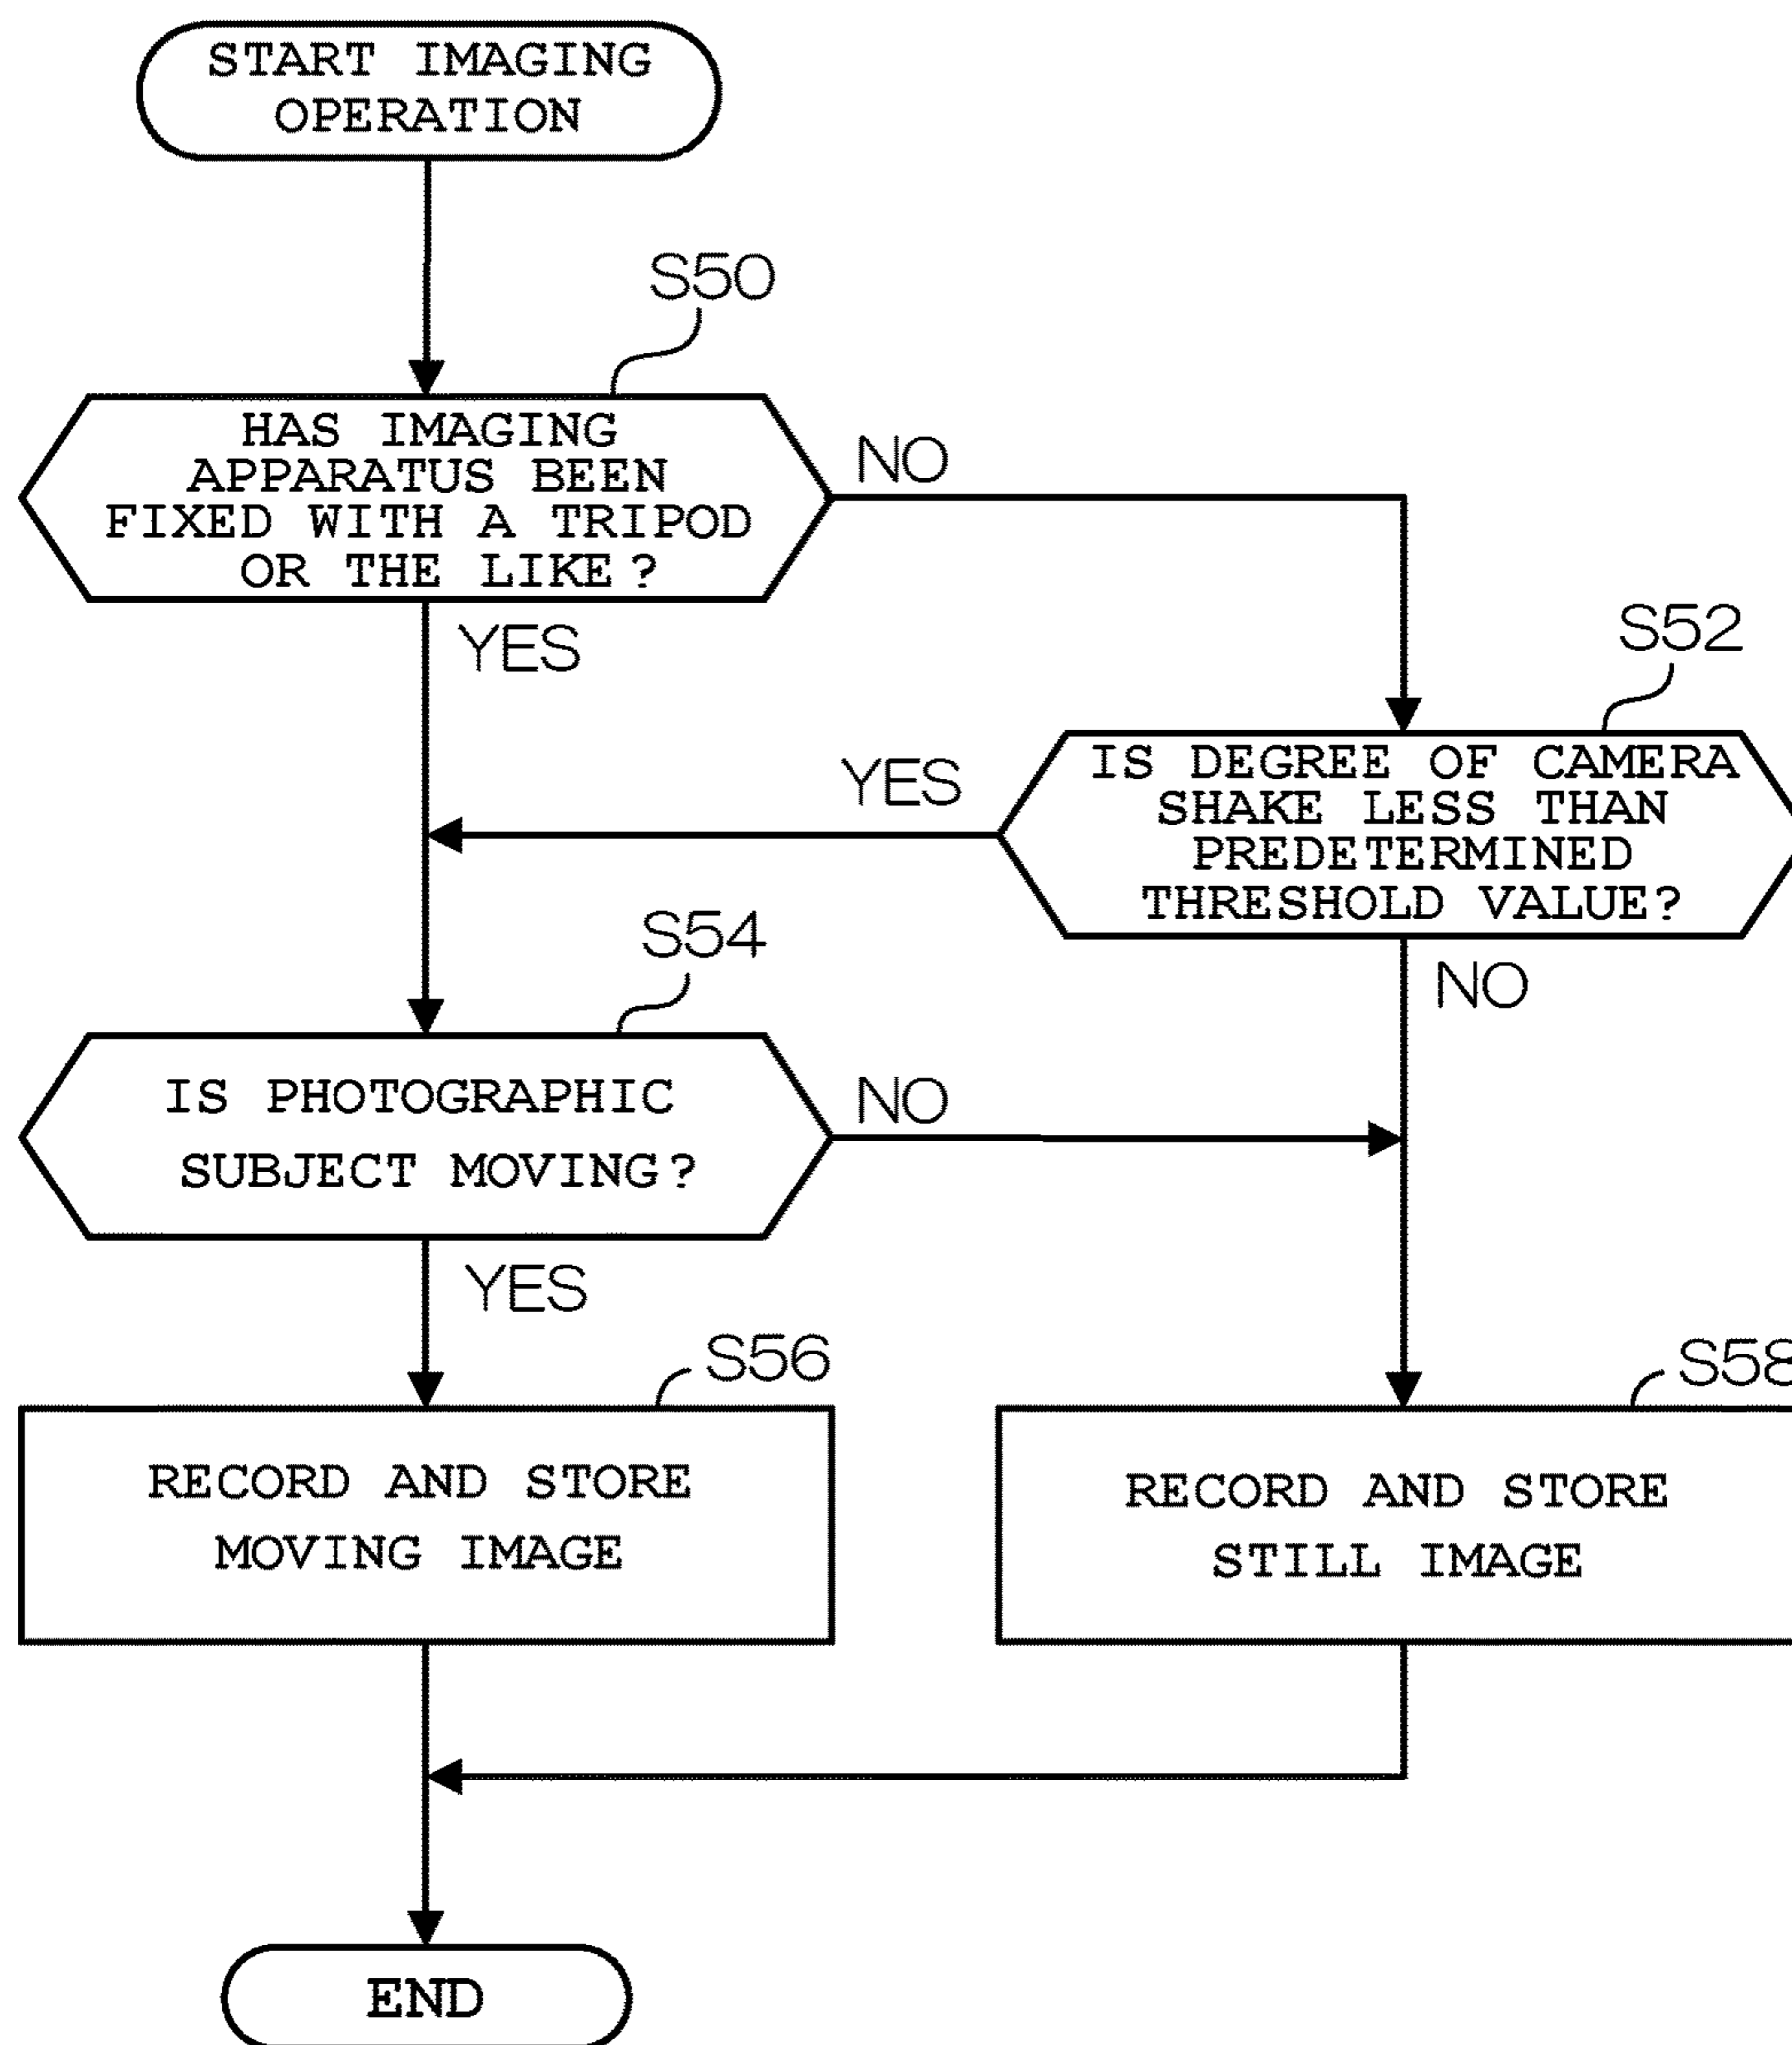 START IMAGING
OPERATION
S50
HAS IMAGING
APPARATUS BEEN
FIXED WITH A TRIPOD
OR THE LIKE?
NO
YES
S52
IS DEGREE OF CAMERA
SHAKE LESS THAN
PREDETERMINED
THRESHOLD VALUE?
YES
NO
S54
IS PHOTOGRAPHIC
SUBJECT MOVING?
NO
YES
S56
RECORD AND STORE
MOVING IMAGE
S58
RECORD AND STORE
STILL IMAGE
END